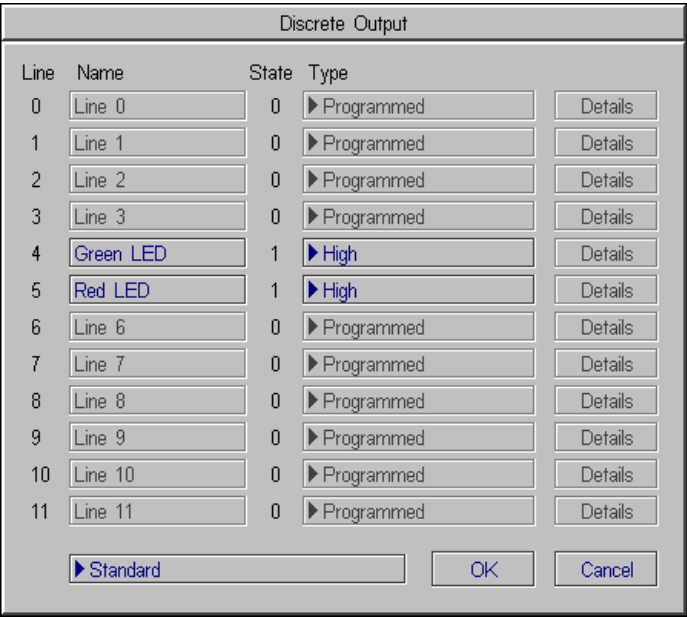 Discrete Output
Line Name State Type
0 Line 0 0 Programmed Details
1 Line 1 0 Programmed Details
2 Line 2 0 Programmed Details
3 Line 3 0 Programmed Details
4 Green LED 1 High Details
5 Red LED 1 High Details
6 Line 6 0 Programmed Details
7 Line 7 0 Programmed Details
8 Line 8 0 Programmed Details
9 Line 9 0 Programmed Details
10 Line 10 0 Programmed Details
11 Line 11 0 Programmed Details
Standard OK Cancel